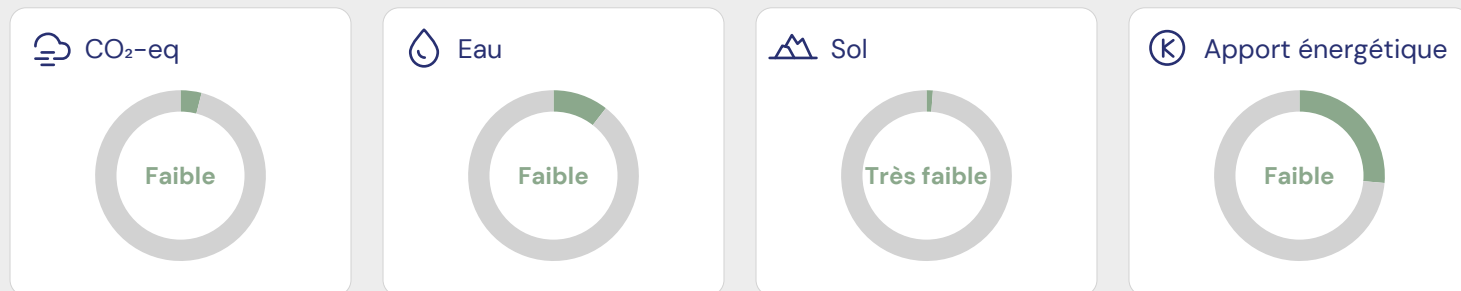 CO₂-eq
Faible
Eau
Faible
Sol
Très faible
Apport énergétique
Faible